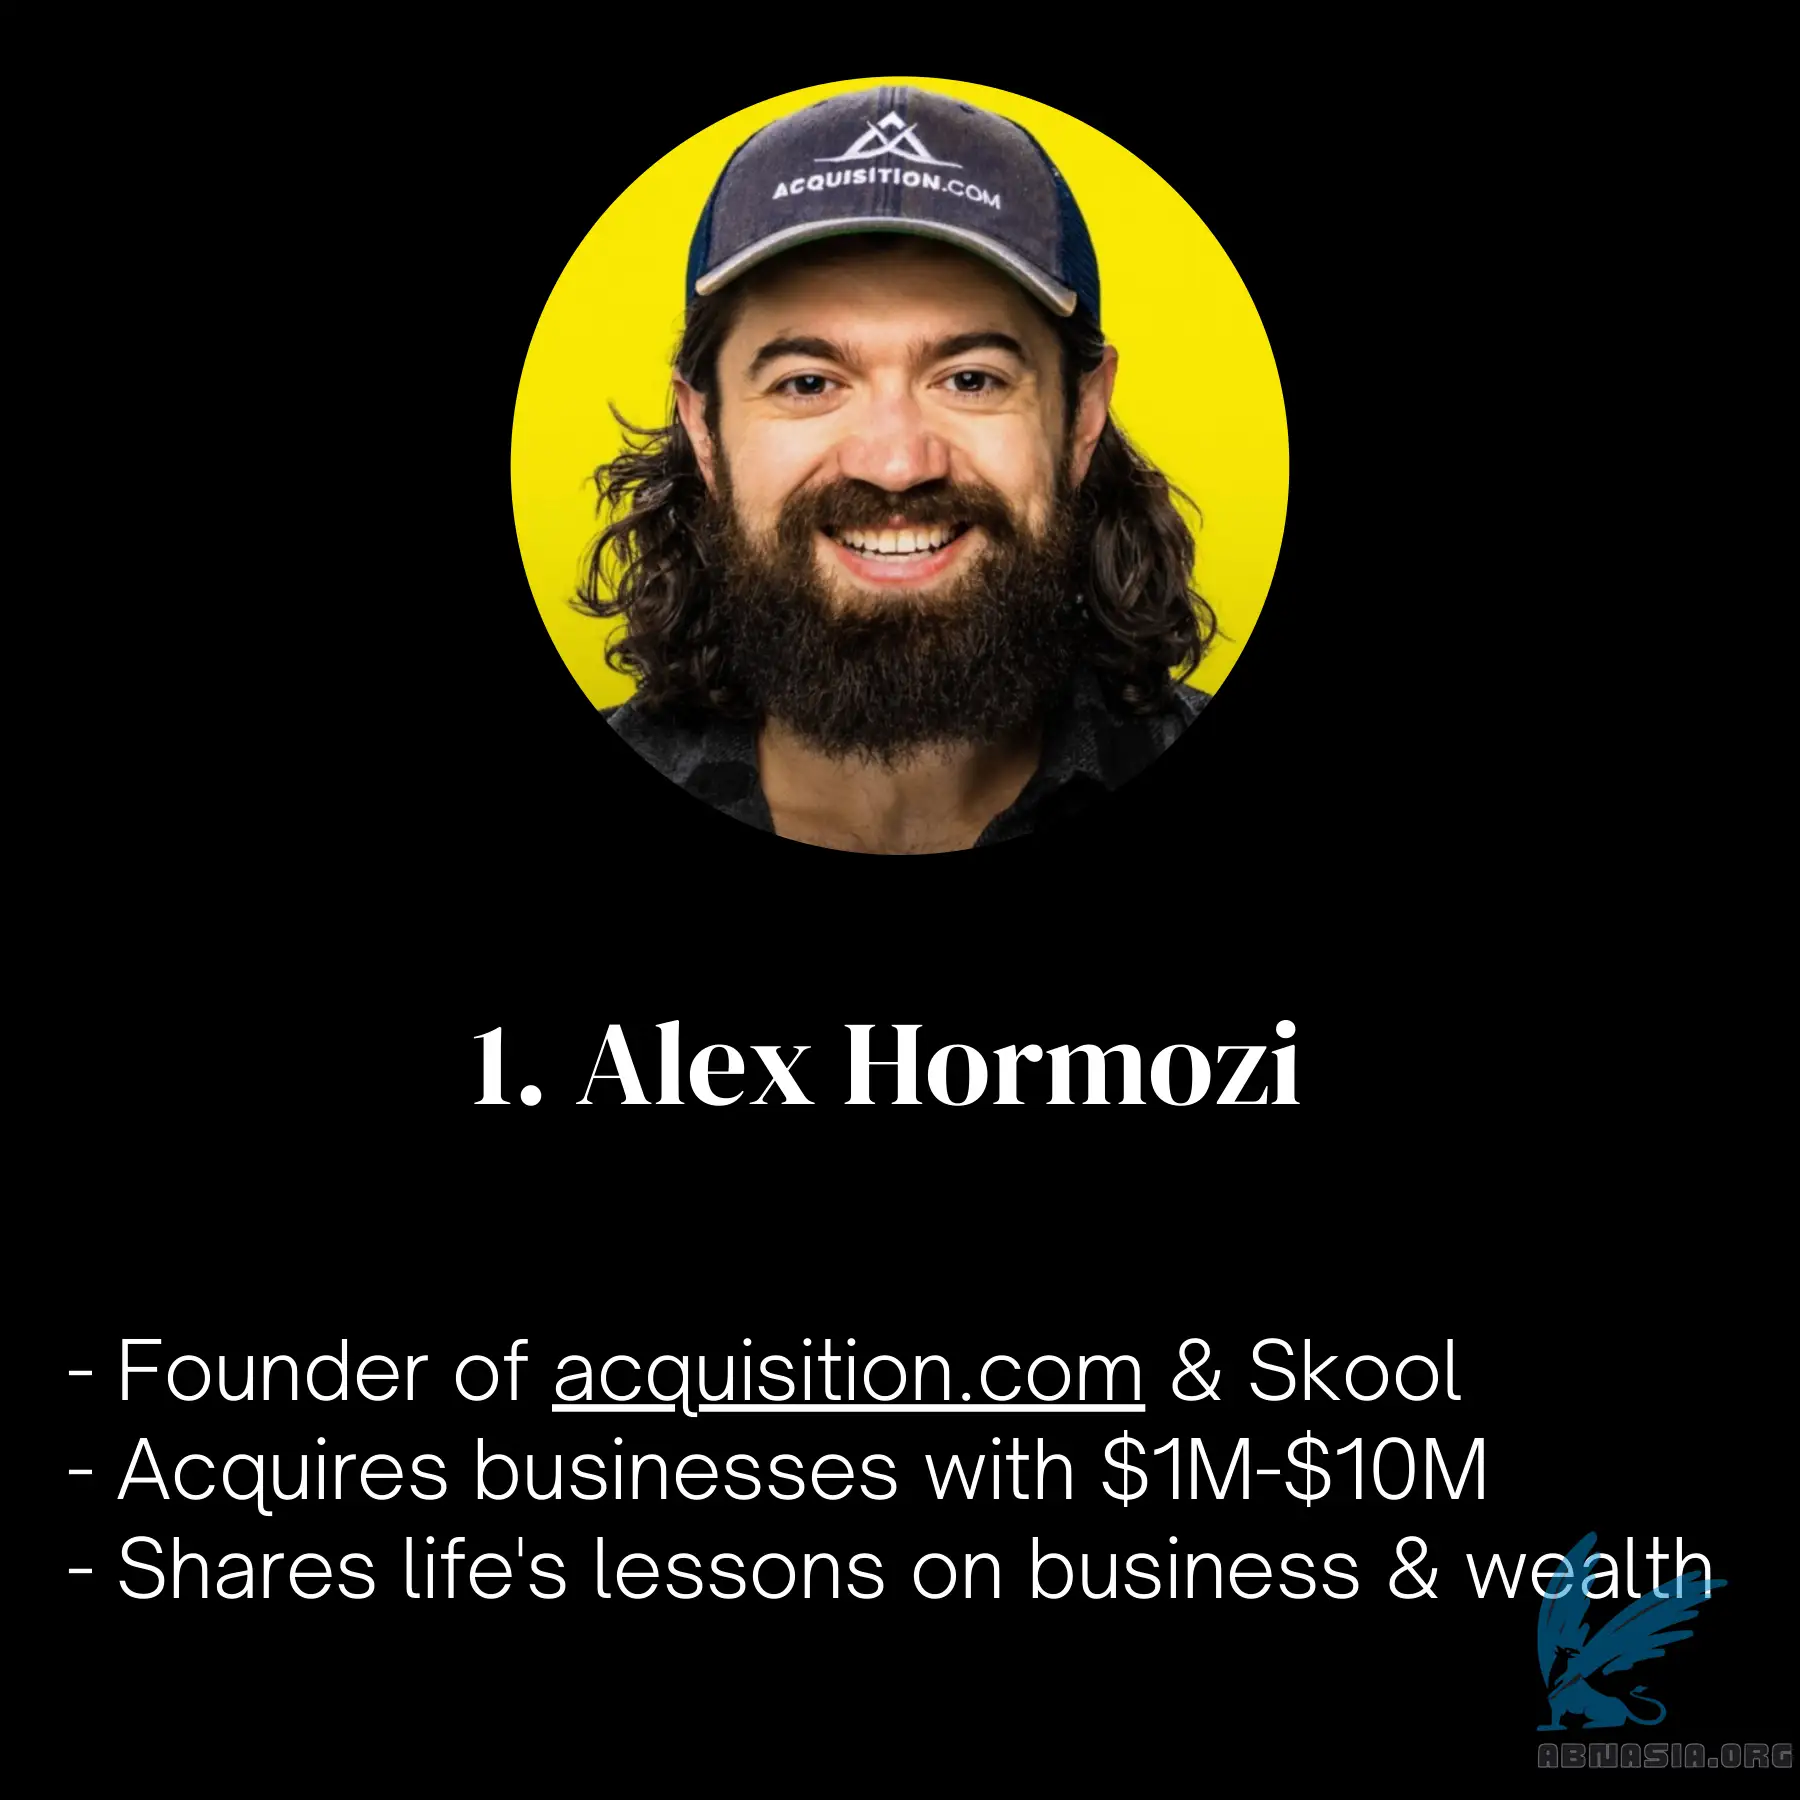 ACQUISITION.COM
1. Alex Hormozi
- Founder of acquisition.com & Skool
- Acquires businesses with $1M-$10M
- Shares life's lessons on business & wealth
ABNASIA.ORG